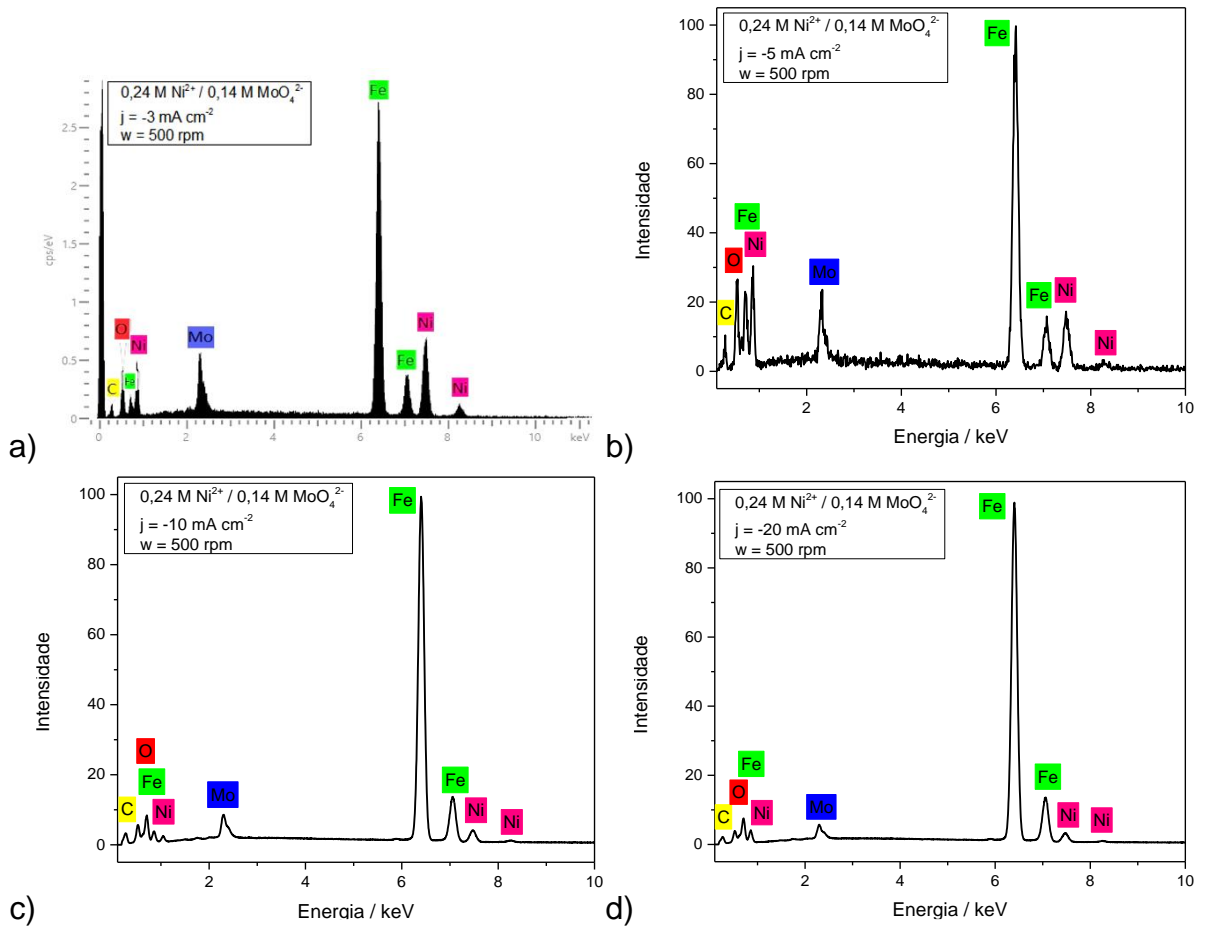 0,24 M Ni²⁺ / 0,14 MoO₄²⁻
j = -3 mA cm⁻²
w = 500 rpm
Fe
2.5
2
1.5
cps/eV
1
Ni
O
Ni
Mo
0.5
Fe
C
Fe
Ni
0
0 2 4 6 8 10 keV
a)
0,24 M Ni²⁺ / 0,14 MoO₄²⁻
j = -5 mA cm⁻²
w = 500 rpm
Fe
100
80
60
Intensidade
40
Fe
O
Ni
Mo
Ni
20
Fe
C
Ni
0
2 4 6 8 10
Energia / keV
b)
0,24 M Ni²⁺ / 0,14 MoO₄²⁻
j = -10 mA cm⁻²
w = 500 rpm
Fe
100
80
60
Intensidade
40
O
20
Fe
Mo
Fe
C
Ni
Ni
Ni
0
2 4 6 8 10
Energia / keV
c)
0,24 M Ni²⁺ / 0,14 MoO₄²⁻
j = -20 mA cm⁻²
w = 500 rpm
Fe
100
80
60
Intensidade
40
Fe
20
Fe
C
O
Ni
Mo
Ni
Ni
0
2 4 6 8 10
Energia / keV
d)